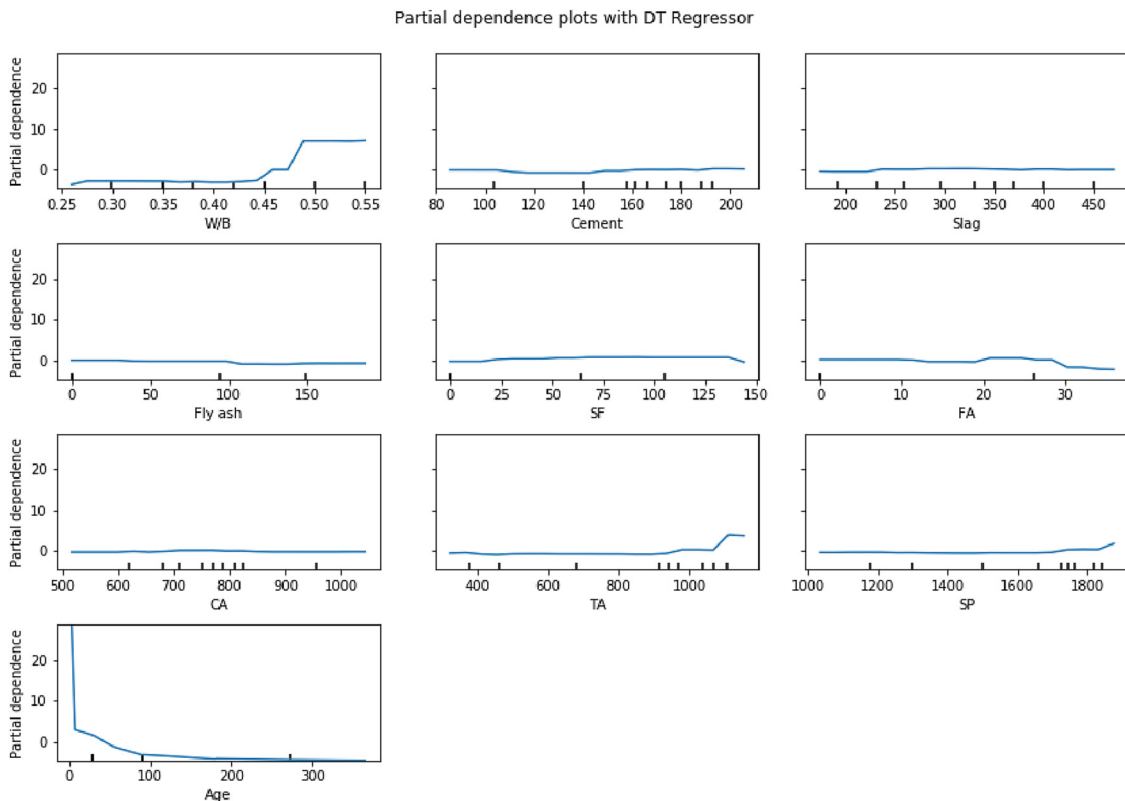 Partial dependence plots with DT Regressor
Partial dependence
20
10
0
0.25 0.30 0.35 0.40 0.45 0.50 0.55
W/B
80 100 120 140 160 180 200
Cement
200 250 300 350 400 450
Slag
Partial dependence
20
10
0
0 50 100 150
Fly ash
0 25 50 75 100 125 150
SF
0 10 20 30
FA
Partial dependence
20
10
0
500 600 700 800 900 1000
CA
400 600 800 1000
TA
1000 1200 1400 1600 1800
SP
Partial dependence
20
10
0
0 100 200 300
Age